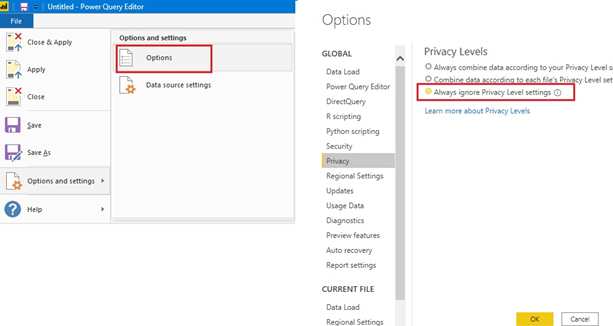 Untitled - Power Query Editor
File
Close & Apply
Apply
Close
Save
Save As
Options and settings
Help
Options and settings
Options
Data source settings
Options
GLOBAL
Data Load
Power Query Editor
DirectQuery
R scripting
Python scripting
Security
Privacy
Regional Settings
Updates
Usage Data
Diagnostics
Preview features
Auto recovery
Report settings
CURRENT FILE
Data Load
Regional Settings
Privacy Levels
Always combine data according to your Privacy Level s
Combine data according to each file's Privacy Level set
Always ignore Privacy Level settings
Learn more about Privacy Levels
OK
Cancel